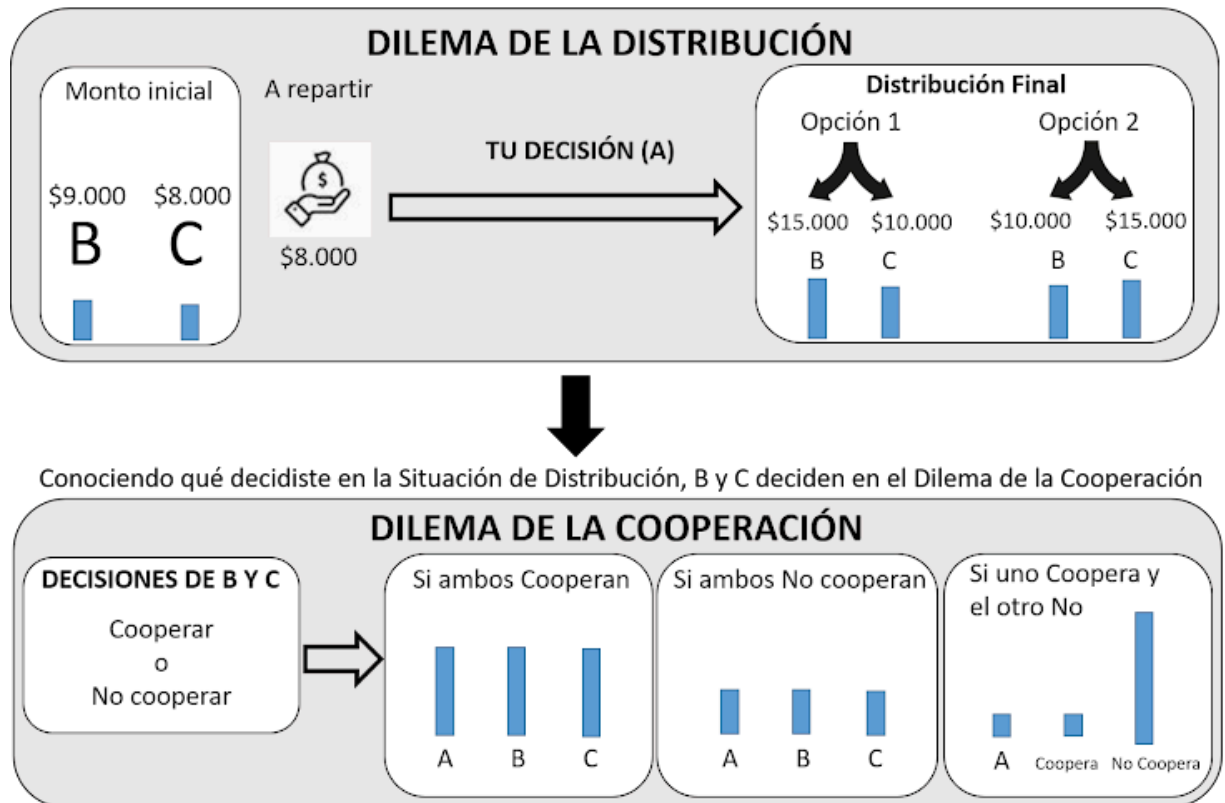 DILEMA DE LA DISTRIBUCIÓN
Monto inicial
$9.000 $8.000
B C
A repartir
$
$8.000
TU DECISIÓN (A)
Distribución Final
Opción 1 Opción 2
$15.000 $10.000 $10.000 $15.000
B C B C
Conociendo qué decidiste en la Situación de Distribución, B y C deciden en el Dilema de la Cooperación
DILEMA DE LA COOPERACIÓN
DECISIONES DE B Y C
Cooperar
o
No cooperar
Si ambos Cooperan
A B C
Si ambos No cooperan
A B C
Si uno Coopera y
el otro No
A Coopera No Coopera